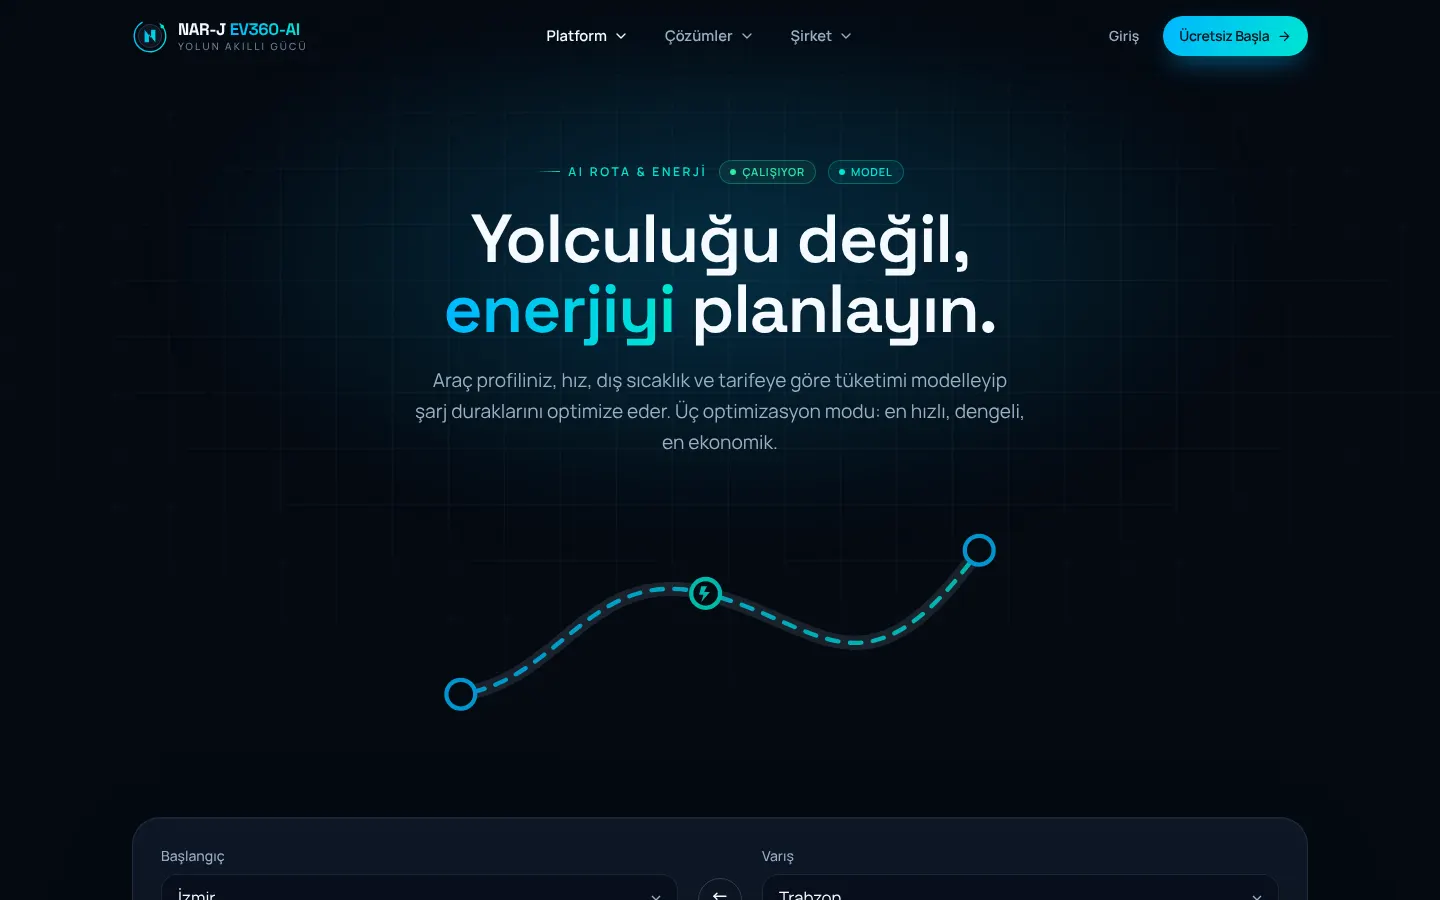 NAR-J EV360-AI
YOLUN AKILLI GÜCÜ
Platform
Çözümler
Şirket
Giriş
Ücretsiz Başla
AI ROTA & ENERJİ
ÇALIŞIYOR
MODEL
Yolculuğu değil,
enerjiyi planlayın.
Araç profiliniz, hız, dış sıcaklık ve tarifeye göre tüketimi modelleyip
şarj duraklarını optimize eder. Üç optimizasyon modu: en hızlı, dengeli,
en ekonomik.
Başlangıç
Varış
İzmir
Trabzon